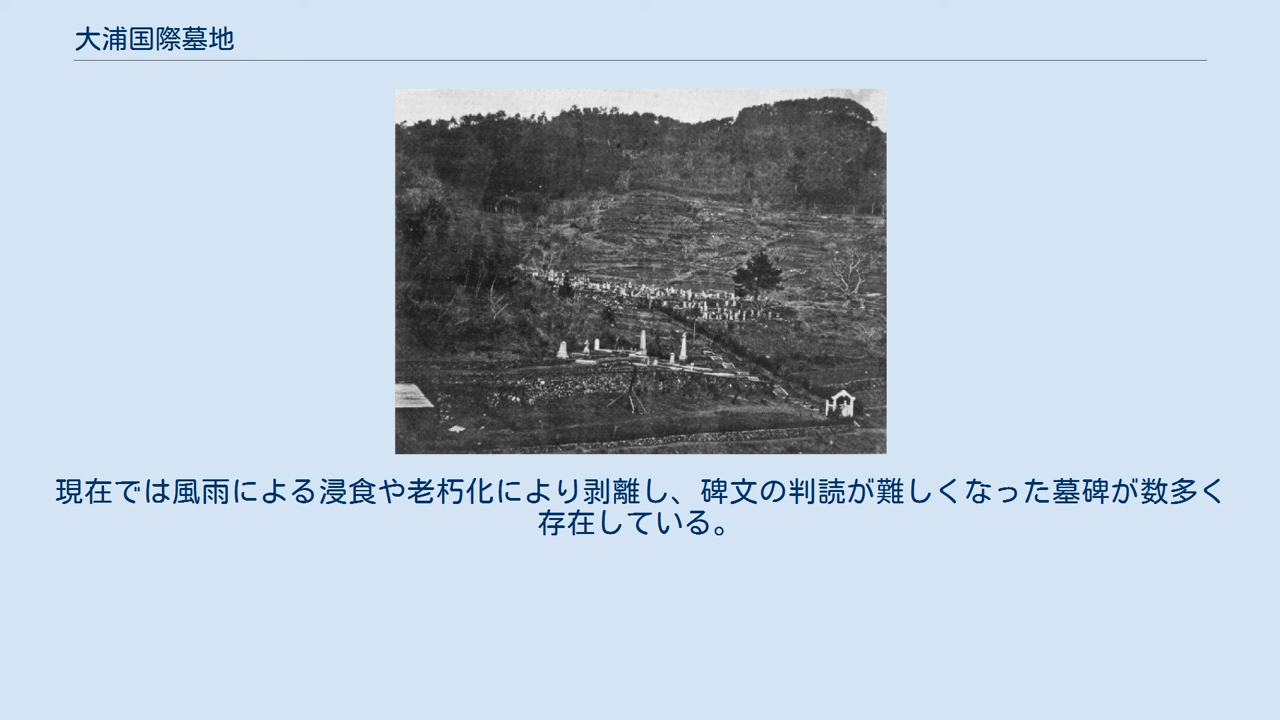 大浦国際墓地
現在では風雨による浸食や老朽化により剥離し、碑文の判読が難しくなった墓碑が数多く
存在している。